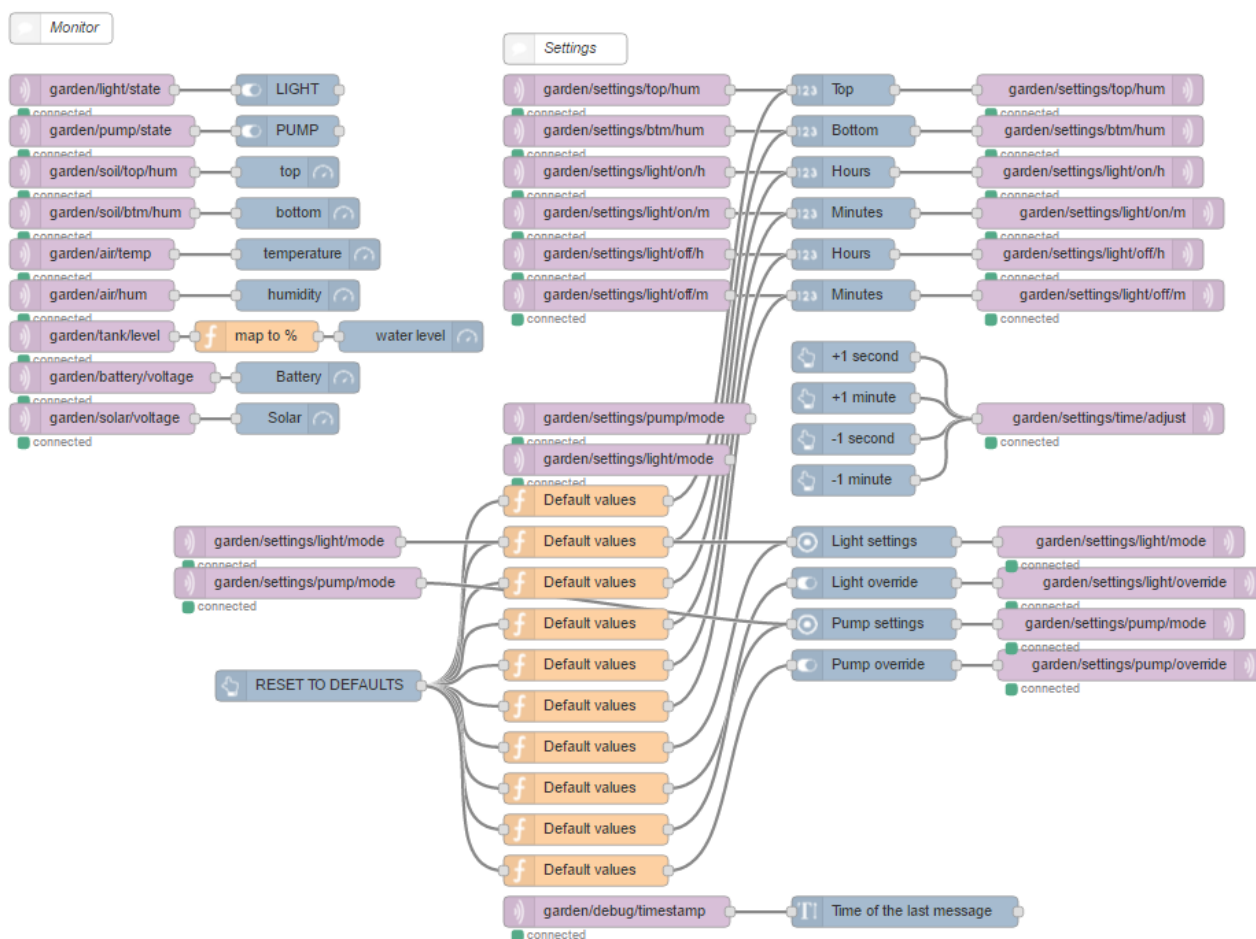 Monitor
garden/light/state
LIGHT
connected
garden/pump/state
PUMP
connected
garden/soil/top/hum
top
connected
garden/soil/btm/hum
bottom
connected
garden/air/temp
temperature
connected
garden/air/hum
humidity
connected
garden/tank/level
map to %
water level
connected
garden/battery/voltage
Battery
connected
garden/solar/voltage
Solar
connected
Settings
garden/settings/top/hum
123 Top
garden/settings/top/hum
connected
connected
garden/settings/btm/hum
123 Bottom
garden/settings/btm/hum
connected
connected
garden/settings/light/on/h
123 Hours
garden/settings/light/on/h
connected
connected
garden/settings/light/on/m
123 Minutes
garden/settings/light/on/m
connected
connected
garden/settings/light/off/h
123 Hours
garden/settings/light/off/h
connected
connected
garden/settings/light/off/m
123 Minutes
garden/settings/light/off/m
connected
connected
+1 second
+1 minute
-1 second
-1 minute
garden/settings/time/adjust
connected
garden/settings/pump/mode
connected
garden/settings/light/mode
connected
Default values
garden/settings/light/mode
connected
Default values
Light settings
garden/settings/light/mode
connected
garden/settings/pump/mode
connected
Default values
Light override
garden/settings/light/override
connected
Default values
Pump settings
garden/settings/pump/mode
connected
Default values
Pump override
garden/settings/pump/override
connected
RESET TO DEFAULTS
Default values
Default values
Default values
Default values
Default values
garden/debug/timestamp
Time of the last message
connected